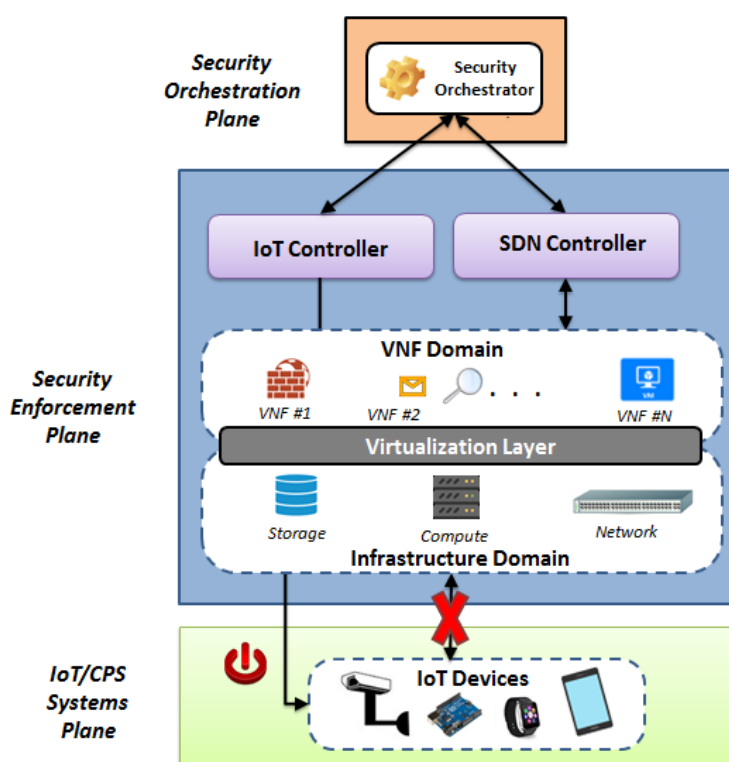 Security
Orchestration
Plane
Security
Orchestrator
IoT Controller
SDN Controller
Security
Enforcement
Plane
VNF Domain
VM
VNF #1
VNF #2
. . .
VNF #N
Virtualization Layer
Storage
Compute
Network
Infrastructure Domain
IoT/CPS
Systems
Plane
IoT Devices